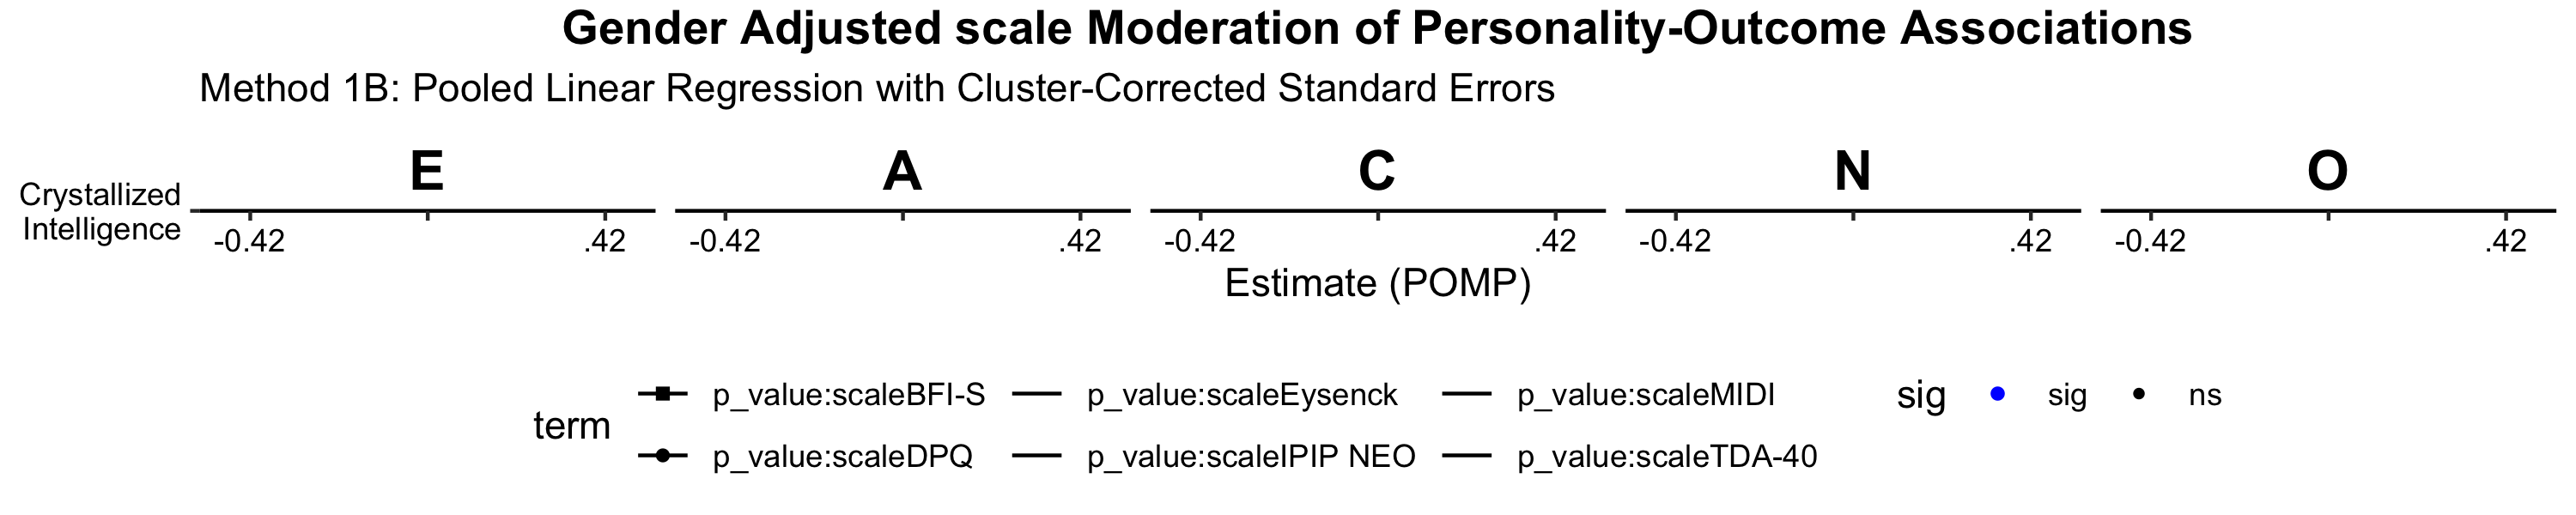 Gender Adjusted scale Moderation of Personality-Outcome Associations
Method 1B: Pooled Linear Regression with Cluster-Corrected Standard Errors
E A C N O
Crystallized
Intelligence
-0.42 .42 -0.42 .42 -0.42 .42 -0.42 .42 -0.42 .42
Estimate (POMP)
term
p_value:scaleBFI-S p_value:scaleEysenck p_value:scaleMIDI
p_value:scaleDPQ p_value:scaleIPIP NEO p_value:scaleTDA-40
sig sig ns